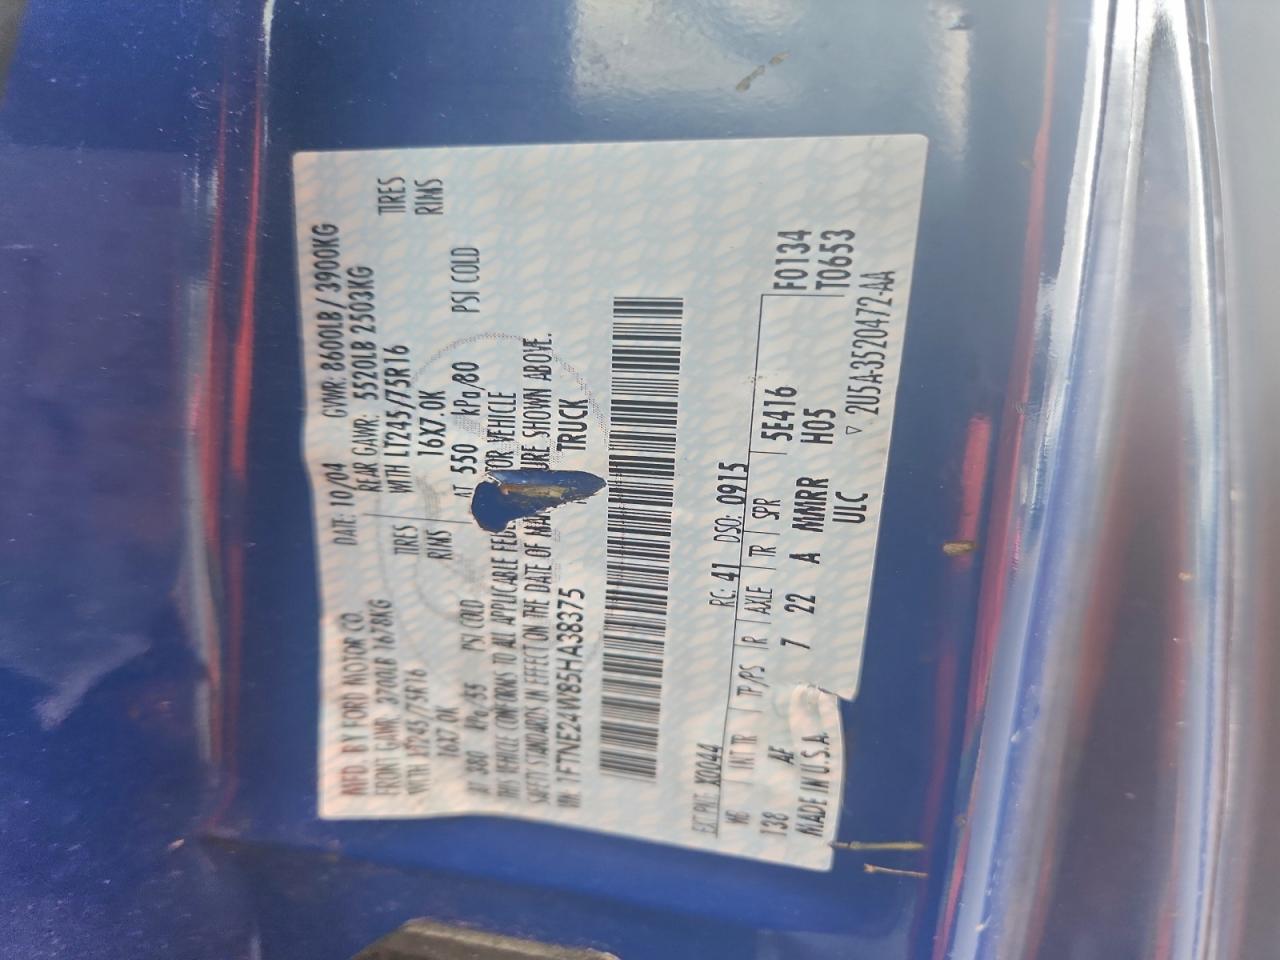 MFD. BY FORD MOTOR CO.
DATE: 10/04 GVWR: 8600LB / 3900KG
FRONT GAWR: 3700LB 1678KG REAR GAWR: 5520LB 2503KG
WITH LT245/75R16 TIRES WITH LT245/75R16 TIRES
16X7.0K RIMS 16X7.0K RIMS
AT 380 kPa/55 PSI COLD AT 550 kPa/80 PSI COLD
THIS VEHICLE CONFORMS TO ALL APPLICABLE VEHICLE
SAFETY STANDARDS IN EFFECT ON THE DATE OF SHOWN ABOVE.
VIN: 1FTNE24W85HA38375 TRUCK
EXT PNT: X0044 RC: 41 DSO: 0915
WB INT TR TP/PS R AXLE TR SPR F0134
138 AF 7 22 A MMRR 5E416 H05 T0653
MADE IN U.S.A. ULC ▽ 2U5A-3520472-AA